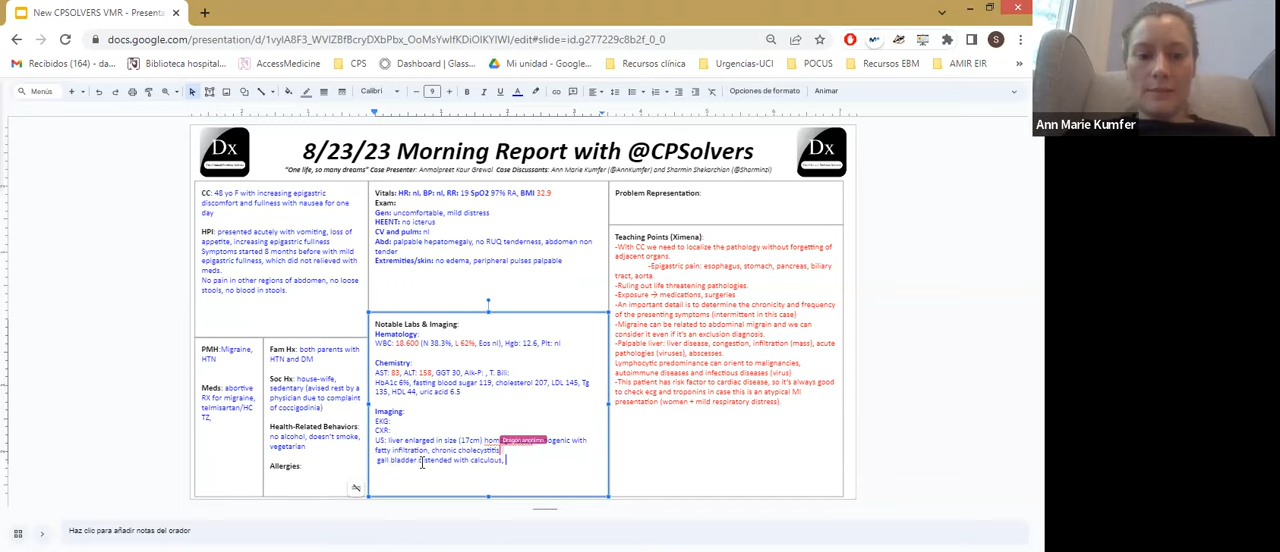 New CPSOLVERS VMR - Presenta
docs.google.com/presentation/d/
edit#slide=id.g277229c8b2f_0_0
Recibidos (164) - da...
Biblioteca hospital...
AccessMedicine
CPS
Dashboard | Glass...
Mi unidad - Google...
Recursos clínica
Urgencias-UCI
POCUS
Recursos EBM
AMIR EIR
Menús
Calibri
9
Opciones de formato
Animar
Ann Marie Kumfer
Dx
8/23/23 Morning Report with @CPSolvers
"One life, so many dreams" Case Presenter: Anmolpreet Kour Grewal Case Discussants: Ann Marie Kumfer (@AnnKumfer) and Sharmin Shekarchian (@Sharminzi)
Dx
CC: 48 yo F with increasing epigastric
discomfort and fullness with nausea for one
day
HPI: presented acutely with vomiting, loss of
appetite, increasing epigastric fullness
Symptoms started 8 months before with mild
epigastric fullness, which did not relieved with
meds.
No pain in other regions of abdomen, no loose
stools, no blood in stools.
PMH:Migraine,
HTN
Meds: abortive
RX for migraine,
telmisartan/HC
TZ,
Fam Hx: both parents with
HTN and DM
Soc Hx: house-wife,
sedentary (avised rest by a
physician due to complaint
of coccigodinia)
Health-Related Behaviors:
no alcohol, doesn't smoke,
vegetarian
Allergies:
Vitals: HR: nl, BP: nl, RR: 19 SpO2 97% RA, BMI 32.9
Exam:
Gen: uncomfortable, mild distress
HEENT: no icterus
CV and pulm: nl
Abd: palpable hepatomegaly, no RUQ tenderness, abdomen non
tender
Extremities/skin: no edema, peripheral pulses palpable
Notable Labs & Imaging:
Hematology:
WBC: 18.600 (N 38.3%, L 62%, Eos nl), Hgb: 12.6, Plt: nl
Chemistry:
AST: 83, ALT: 158, GGT 30, Alk-P: , T. Bili:
HbA1c 6%, fasting blood surger 119, cholesterol 207, LDL 145, Tg
135, HDL 44, uric acid 6.5
Imaging:
EKG:
CXR:
US: liver enlarged in size (17cm) hom Dragon anónimo ogenic with
fatty infiltration, chronic cholecystitis
gall bladder distended with calculous,
Problem Representation:
Teaching Points (Ximena):
-With CC we need to localize the pathology without forgetting of
adjacent organs.
-Epigastric pain: esophagus, stomach, pancreas, biliary
tract, aorta
-Ruling out life threatening pathologies.
-Exposure → medications, surgeries
-An important detail is to determine the chronicity and frequency
of the presenting symptoms (intermittent in this case)
-Migraine can be related to abdominal migrain and we can
consider it even if it's an exclusion diagnosis.
-Palpable liver: liver disease, congestion, infiltration (mass), acute
pathologies (viruses), abscesses.
Lymphocytic predominance can orient to malignancies,
autoimmune diseases and infectious diseases (virus)
-This patient has risk factor to cardiac disease, so it's always good
to check ecg and troponins in case this is an atypical MI
presentation (women + mild respiratory distress).
Haz clic para añadir notas del orador